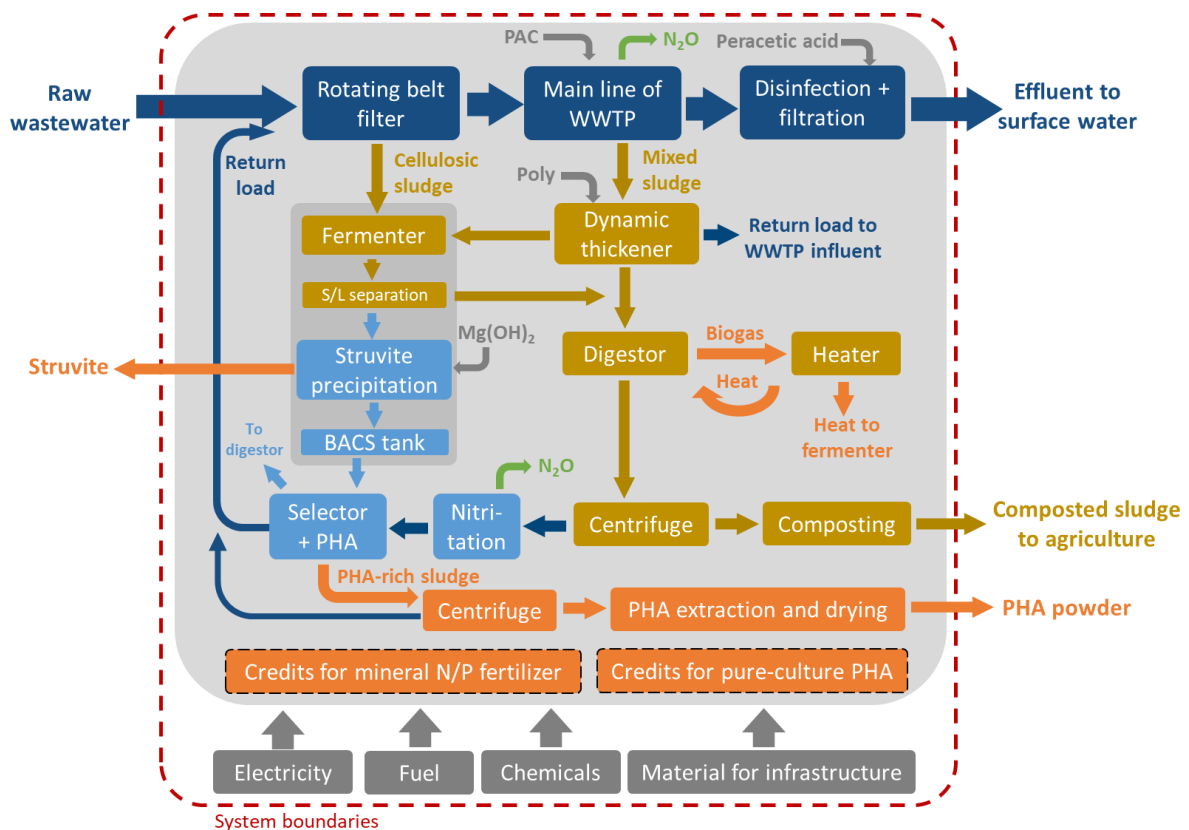 PAC
N₂O
Peracetic acid
Raw
wastewater
Rotating belt
filter
Main line of
WWTP
Disinfection +
filtration
Effluent to
surface water
Return
load
Cellulosic
sludge
Mixed
sludge
Poly
Fermenter
Dynamic
thickener
Return load to
WWTP influent
S/L separation
Mg(OH)₂
Struvite
Struvite
precipitation
Digestor
Biogas
Heat
Heater
Heat to
fermenter
To
digestor
BACS tank
N₂O
Selector
+ PHA
Nitri-
tation
Centrifuge
Composting
Composted sludge
to agriculture
PHA-rich sludge
Centrifuge
PHA extraction and drying
PHA powder
Credits for mineral N/P fertilizer
Credits for pure-culture PHA
Electricity
Fuel
Chemicals
Material for infrastructure
System boundaries